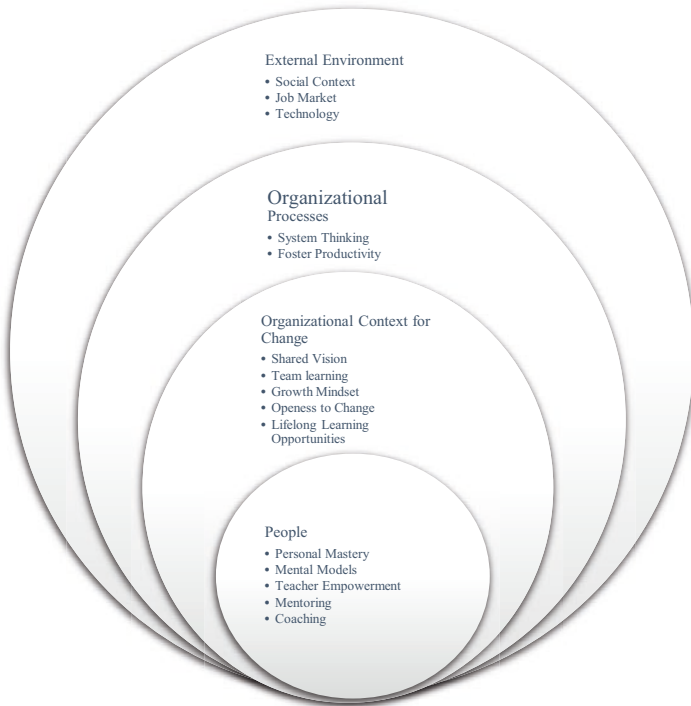 External Environment
• Social Context
• Job Market
• Technology
Organizational
Processes
• System Thinking
• Foster Productivity
Organizational Context for
Change
• Shared Vision
• Team learning
• Growth Mindset
• Openess to Change
• Lifelong Learning
Opportunities
People
• Personal Mastery
• Mental Models
• Teacher Empowerment
• Mentoring
• Coaching